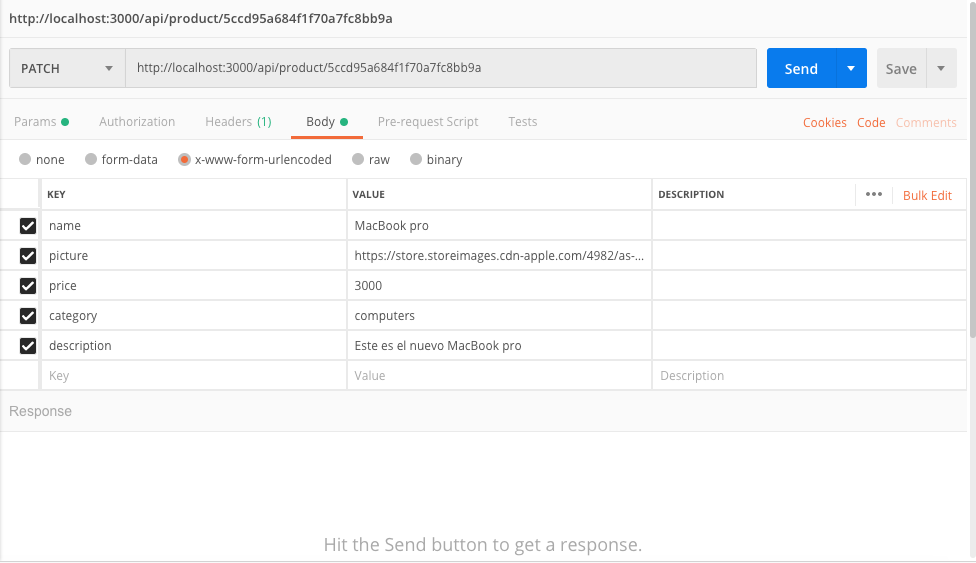 http://localhost:3000/api/product/5ccd95a684f1f70a7fc8bb9a
PATCH http://localhost:3000/api/product/5ccd95a684f1f70a7fc8bb9a Send Save
Params Authorization Headers (1) Body Pre-request Script Tests Cookies Code Comments
none form-data x-www-form-urlencoded raw binary
KEY VALUE DESCRIPTION ••• Bulk Edit
name MacBook pro
picture https://store.storeimages.cdn-apple.com/4982/as-...
price 3000
category computers
description Este es el nuevo MacBook pro
Key Value Description
Response
Hit the Send button to get a response.